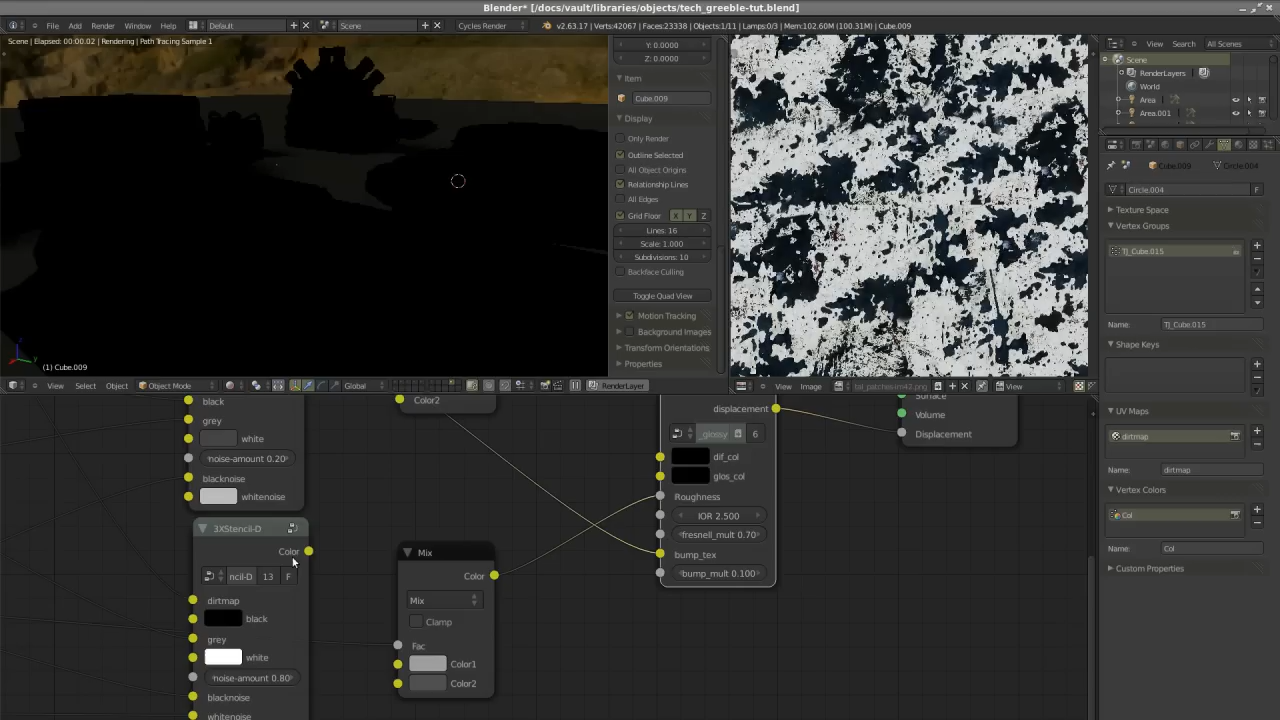 Blender* [/docs/vault/libraries/objects/tech_greeble-tut.blend]
File Add Render Window Help Default Scene Cycles Render v2.63.17 | Verts:42067 | Faces:23338 | Objects:1/11 | Lamps:0/3 | Mem:102.60M (100.31M) | Cube.009
Scene | Elapsed: 00:00.02 | Rendering | Path Tracing Sample 1
(1) Cube.009
View Select Object Object Mode Global RenderLayer
Y: 0.0000
Z: 0.0000
Item
Cube.009
Display
Only Render
Outline Selected
All Object Origins
Relationship Lines
All Edges
Grid Floor X Y Z
Lines: 16
Scale: 1.000
Subdivisions: 10
Backface Culling
Toggle Quad View
Motion Tracking
Background Images
Transform Orientations
Properties
View Image View
View Search All Scenes
Scene
RenderLayers
World
Area
Area.001
Cube.009 Circle.004
Circle.004 F
Texture Space
Vertex Groups
TJ_Cube.015
Name: TJ_Cube.015
Shape Keys
UV Maps
dirtmap
Name: dirtmap
Vertex Colors
Col
Name: Col
Custom Properties
black
grey
white
noise-amount 0.20
blacknoise
whitenoise
3XStencil-D
Color
ncil-D 13 F
dirtmap
black
grey
white
noise-amount 0.80
blacknoise
whitenoise
Color2
Mix
Color
Mix
Clamp
Fac
Color1
Color2
displacement
_glossy 6
dif_col
glos_col
Roughness
IOR 2.500
fresnell_mult 0.70
bump_tex
bump_mult 0.100
Surface
Volume
Displacement